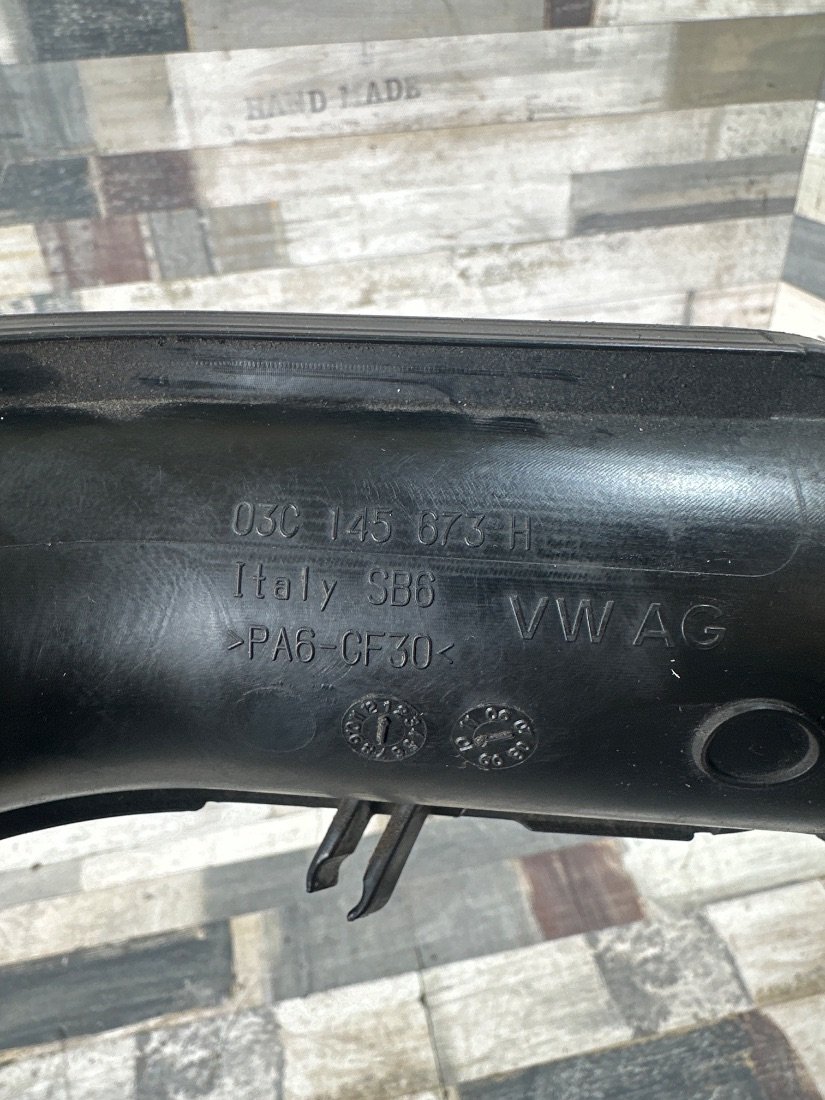 HAND MADE
03C 145 673 H
Italy SB6
VW AG
>PA6-CF30<